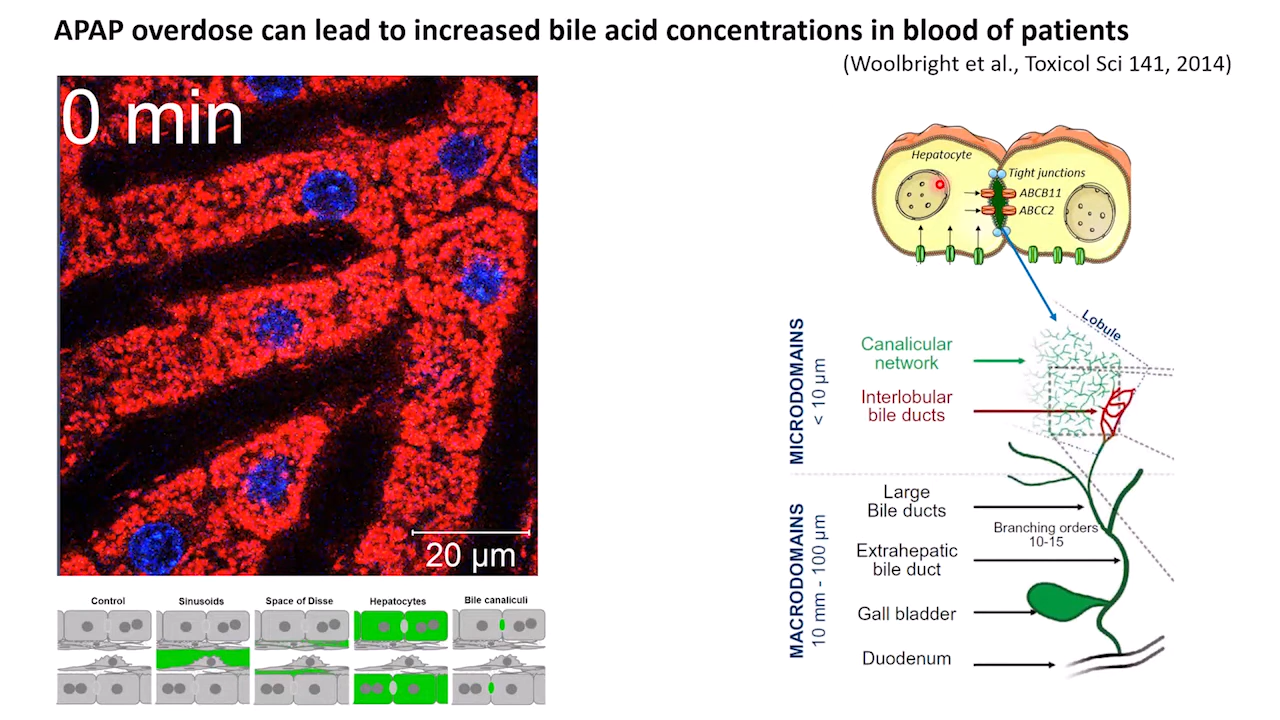 APAP overdose can lead to increased bile acid concentrations in blood of patients
(Woolbright et al., Toxicol Sci 141, 2014)
0 min
20 µm
Control
Sinusoids
Space of Disse
Hepatocytes
Bile canaliculi
Hepatocyte
Tight junctions
ABCB11
ABCC2
Lobule
MICRODOMAINS
< 10 µm
Canalicular
network
Interlobular
bile ducts
MACRODOMAINS
10 mm - 100 µm
Large
Bile ducts
Branching orders
10-15
Extrahepatic
bile duct
Gall bladder
Duodenum